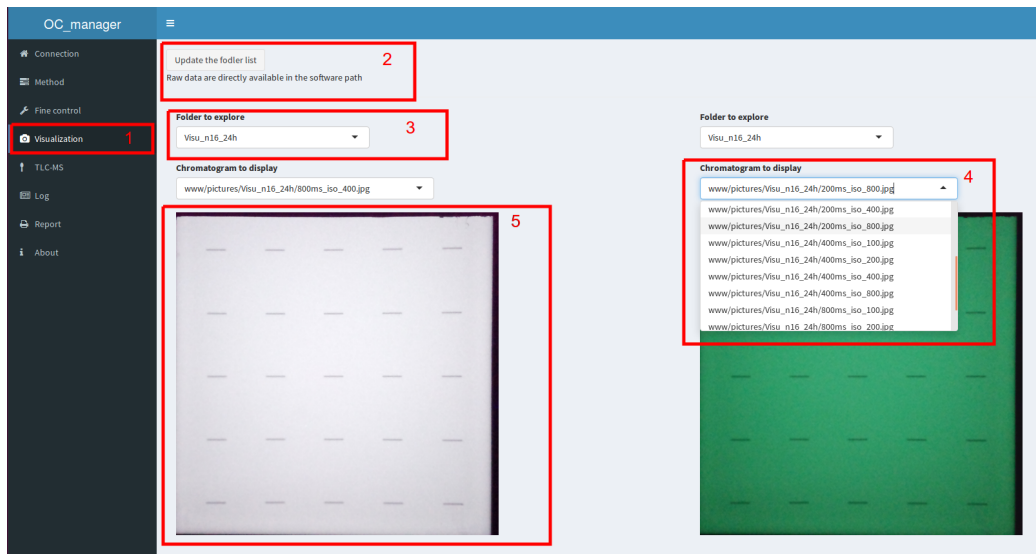 OC_manager
Connection
Method
Fine control
Visualization
1
TLC-MS
Log
Report
About
Update the fodler list
2
Raw data are directly available in the software path
Folder to explore
3
Visu_n16_24h
Chromatogram to display
www/pictures/Visu_n16_24h/800ms_iso_400.jpg
5
Folder to explore
Visu_n16_24h
Chromatogram to display
4
www/pictures/Visu_n16_24h/200ms_iso_800.jpg
www/pictures/Visu_n16_24h/200ms_iso_400.jpg
www/pictures/Visu_n16_24h/200ms_iso_800.jpg
www/pictures/Visu_n16_24h/400ms_iso_100.jpg
www/pictures/Visu_n16_24h/400ms_iso_200.jpg
www/pictures/Visu_n16_24h/400ms_iso_400.jpg
www/pictures/Visu_n16_24h/400ms_iso_800.jpg
www/pictures/Visu_n16_24h/800ms_iso_100.jpg
www/pictures/Visu_n16_24h/800ms_iso_200.jpg